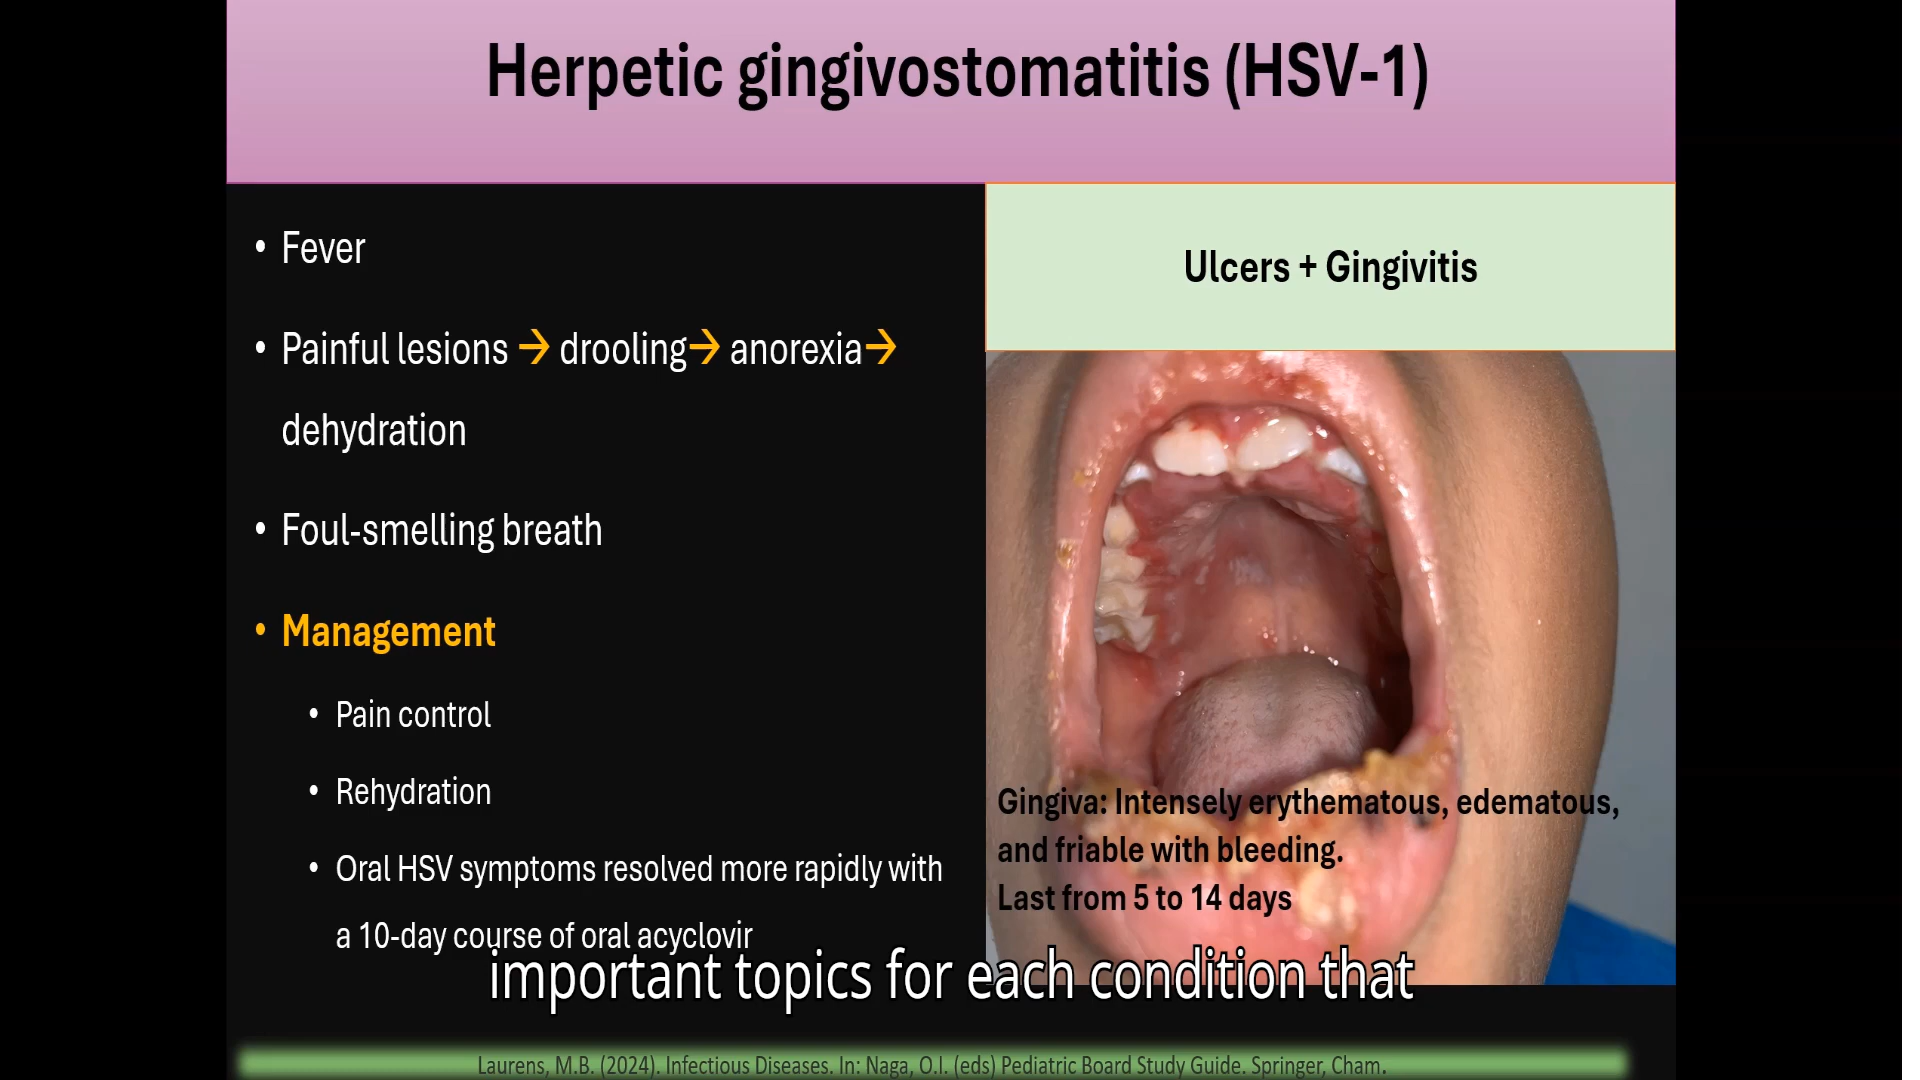 Herpetic gingivostomatitis (HSV-1)
• Fever
• Painful lesions → drooling→ anorexia→
dehydration
• Foul-smelling breath
• Management
• Pain control
• Rehydration
• Oral HSV symptoms resolved more rapidly with
a 10-day course of oral acyclovir
Ulcers + Gingivitis
Gingiva: Intensely erythematous, edematous,
and friable with bleeding.
Last from 5 to 14 days
important topics for each condition that
Laurens, M.B. (2024). Infectious Diseases. In: Naga, O.I. (eds) Pediatric Board Study Guide. Springer, Cham.